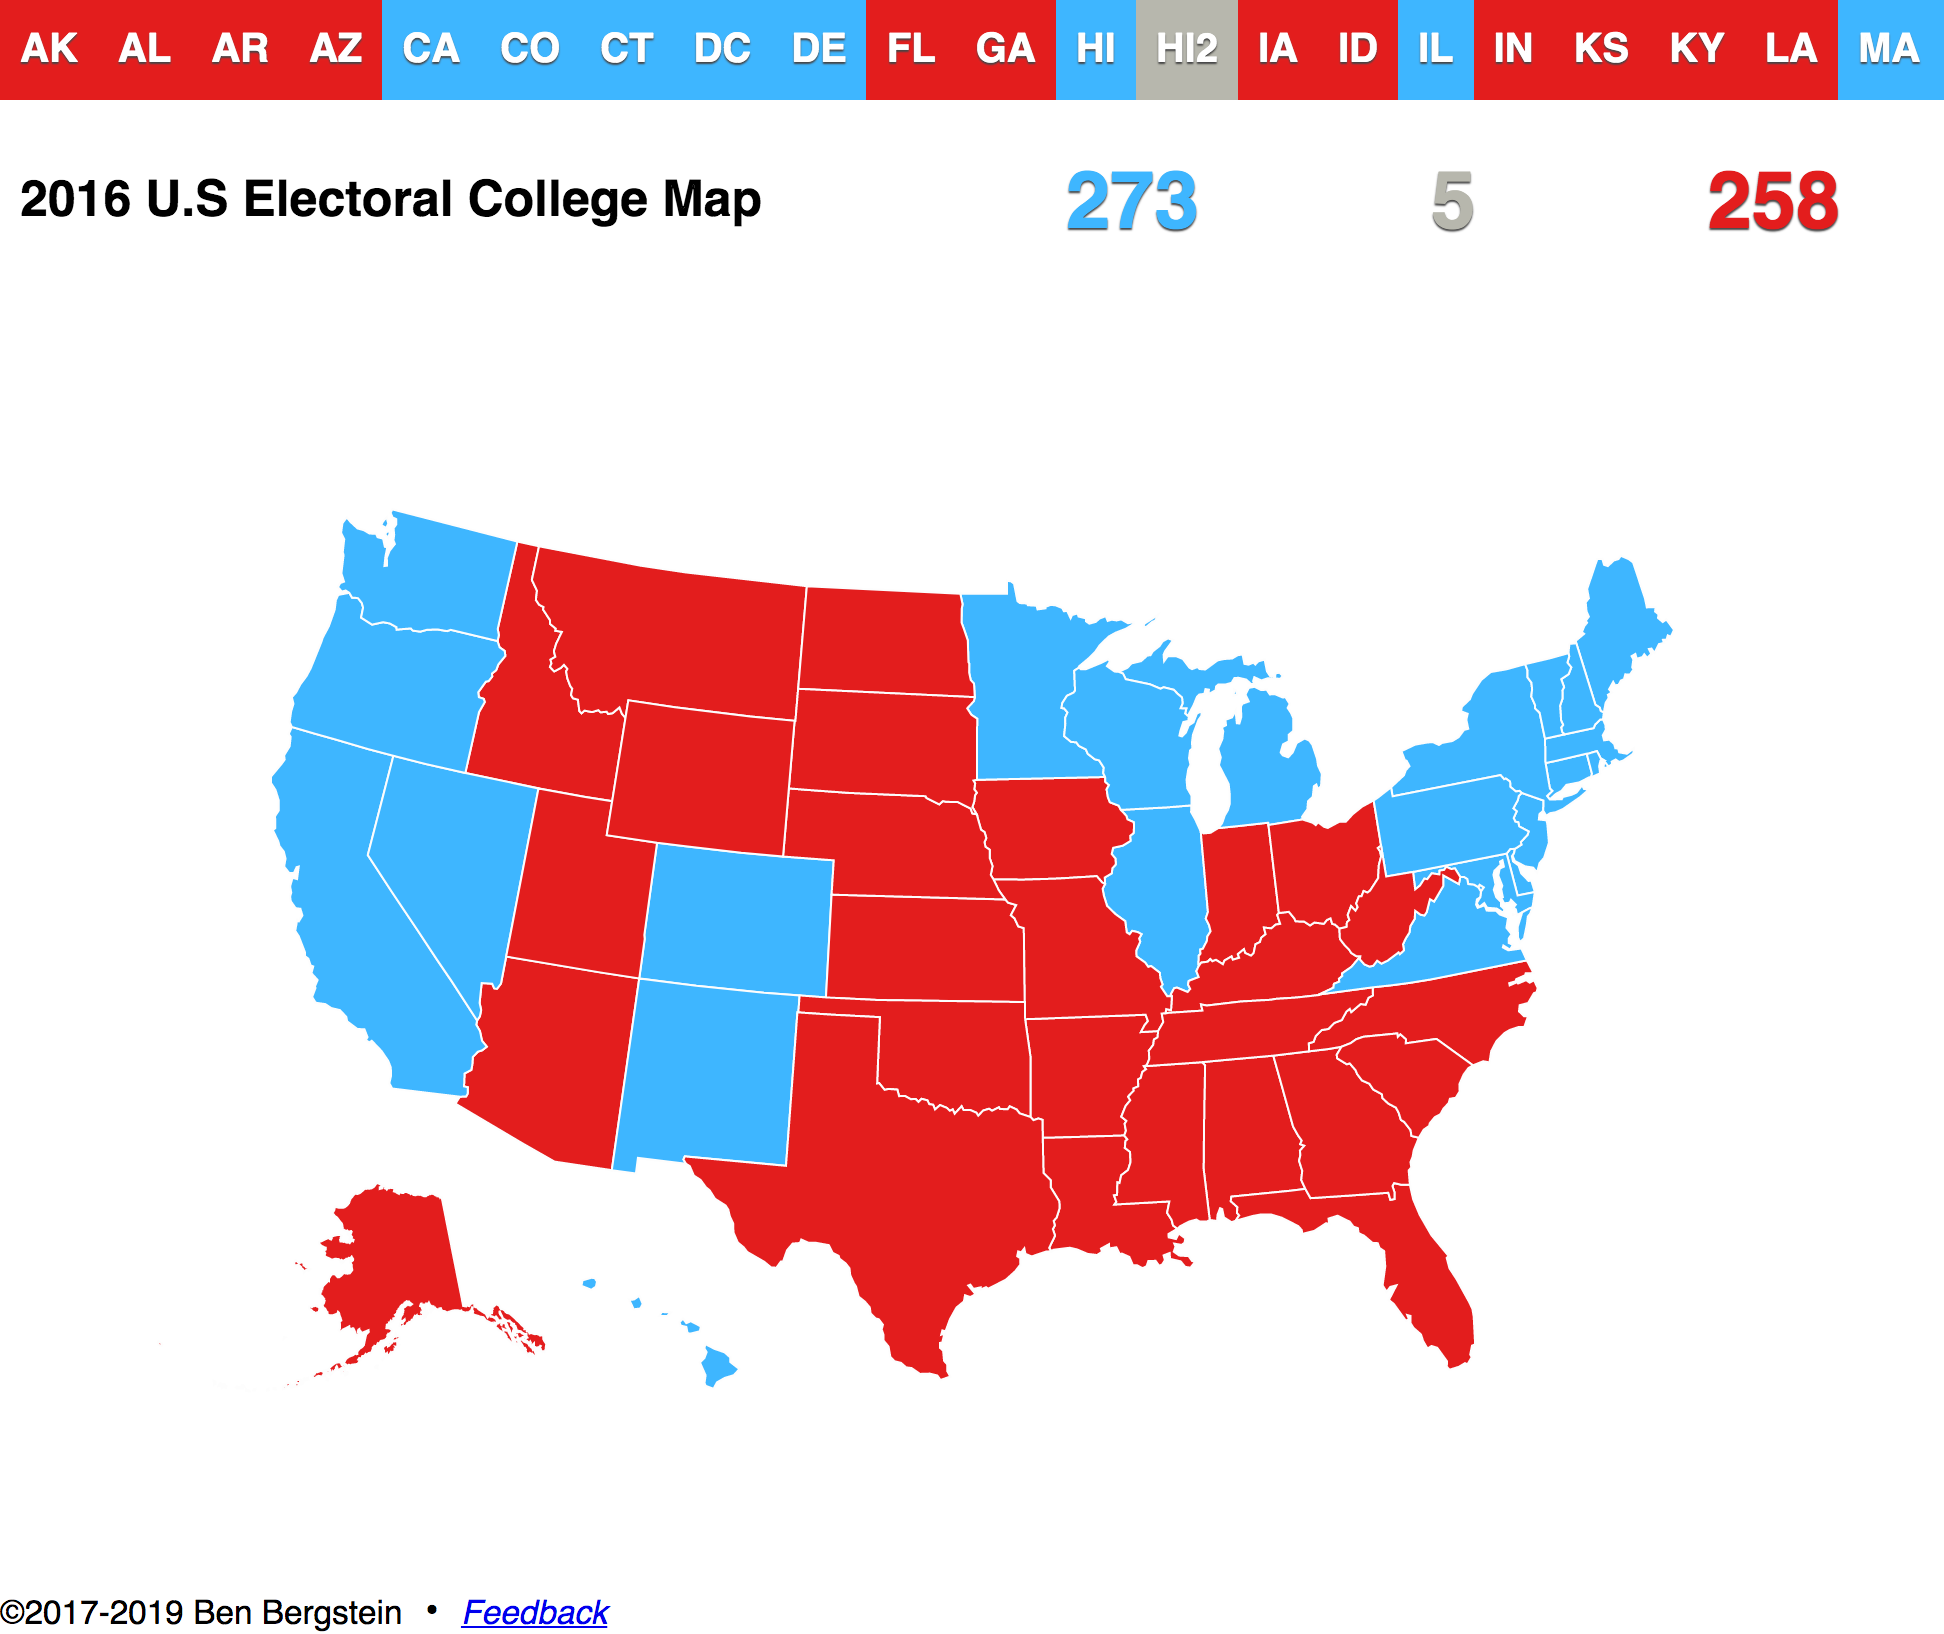 AK AL AR AZ CA CO CT DC DE FL GA HI HI2 IA ID IL IN KS KY LA MA
2016 U.S Electoral College Map 273 5 258
©2017-2019 Ben Bergstein • Feedback